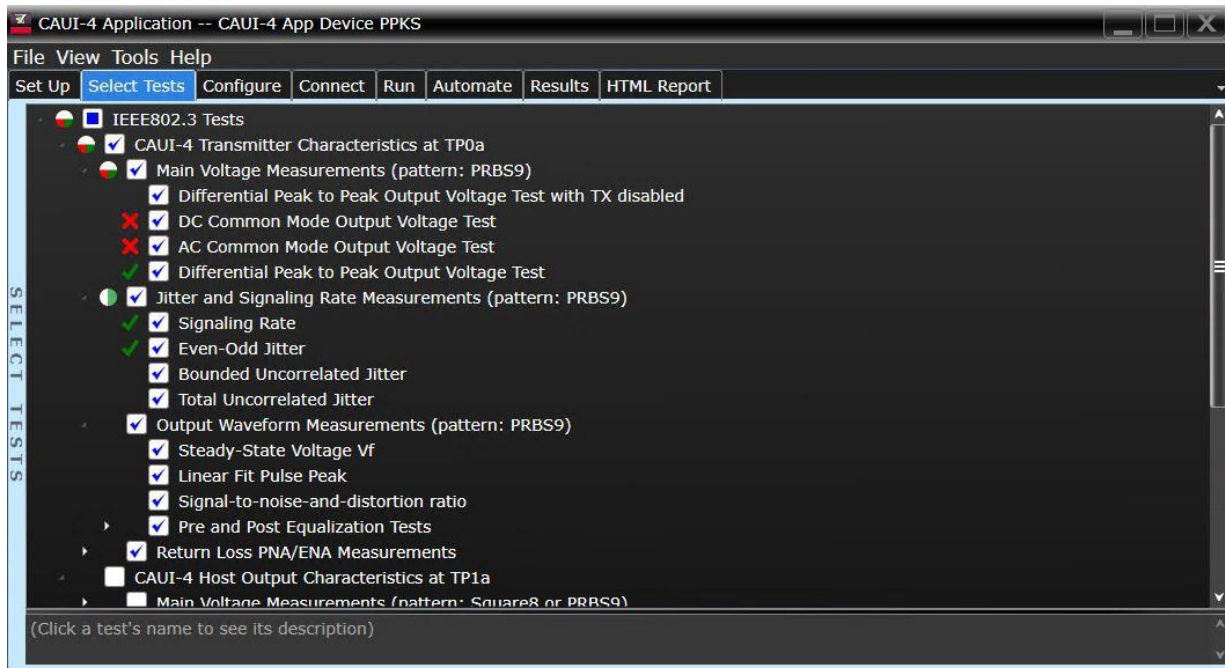 CAUI-4 Application -- CAUI-4 App Device PPKS
File View Tools Help
Set Up Select Tests Configure Connect Run Automate Results HTML Report
SELECT TESTS
IEEE802.3 Tests
CAUI-4 Transmitter Characteristics at TP0a
Main Voltage Measurements (pattern: PRBS9)
Differential Peak to Peak Output Voltage Test with TX disabled
DC Common Mode Output Voltage Test
AC Common Mode Output Voltage Test
Differential Peak to Peak Output Voltage Test
Jitter and Signaling Rate Measurements (pattern: PRBS9)
Signaling Rate
Even-Odd Jitter
Bounded Uncorrelated Jitter
Total Uncorrelated Jitter
Output Waveform Measurements (pattern: PRBS9)
Steady-State Voltage Vf
Linear Fit Pulse Peak
Signal-to-noise-and-distortion ratio
Pre and Post Equalization Tests
Return Loss PNA/ENA Measurements
CAUI-4 Host Output Characteristics at TP1a
Main Voltage Measurements (pattern: Square8 or PRBS9)
(Click a test's name to see its description)